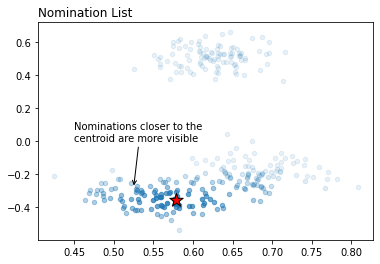 Nomination List
0.6
0.4
0.2
0.0
−0.2
−0.4
Nominations closer to the
centroid are more visible
0.45 0.50 0.55 0.60 0.65 0.70 0.75 0.80